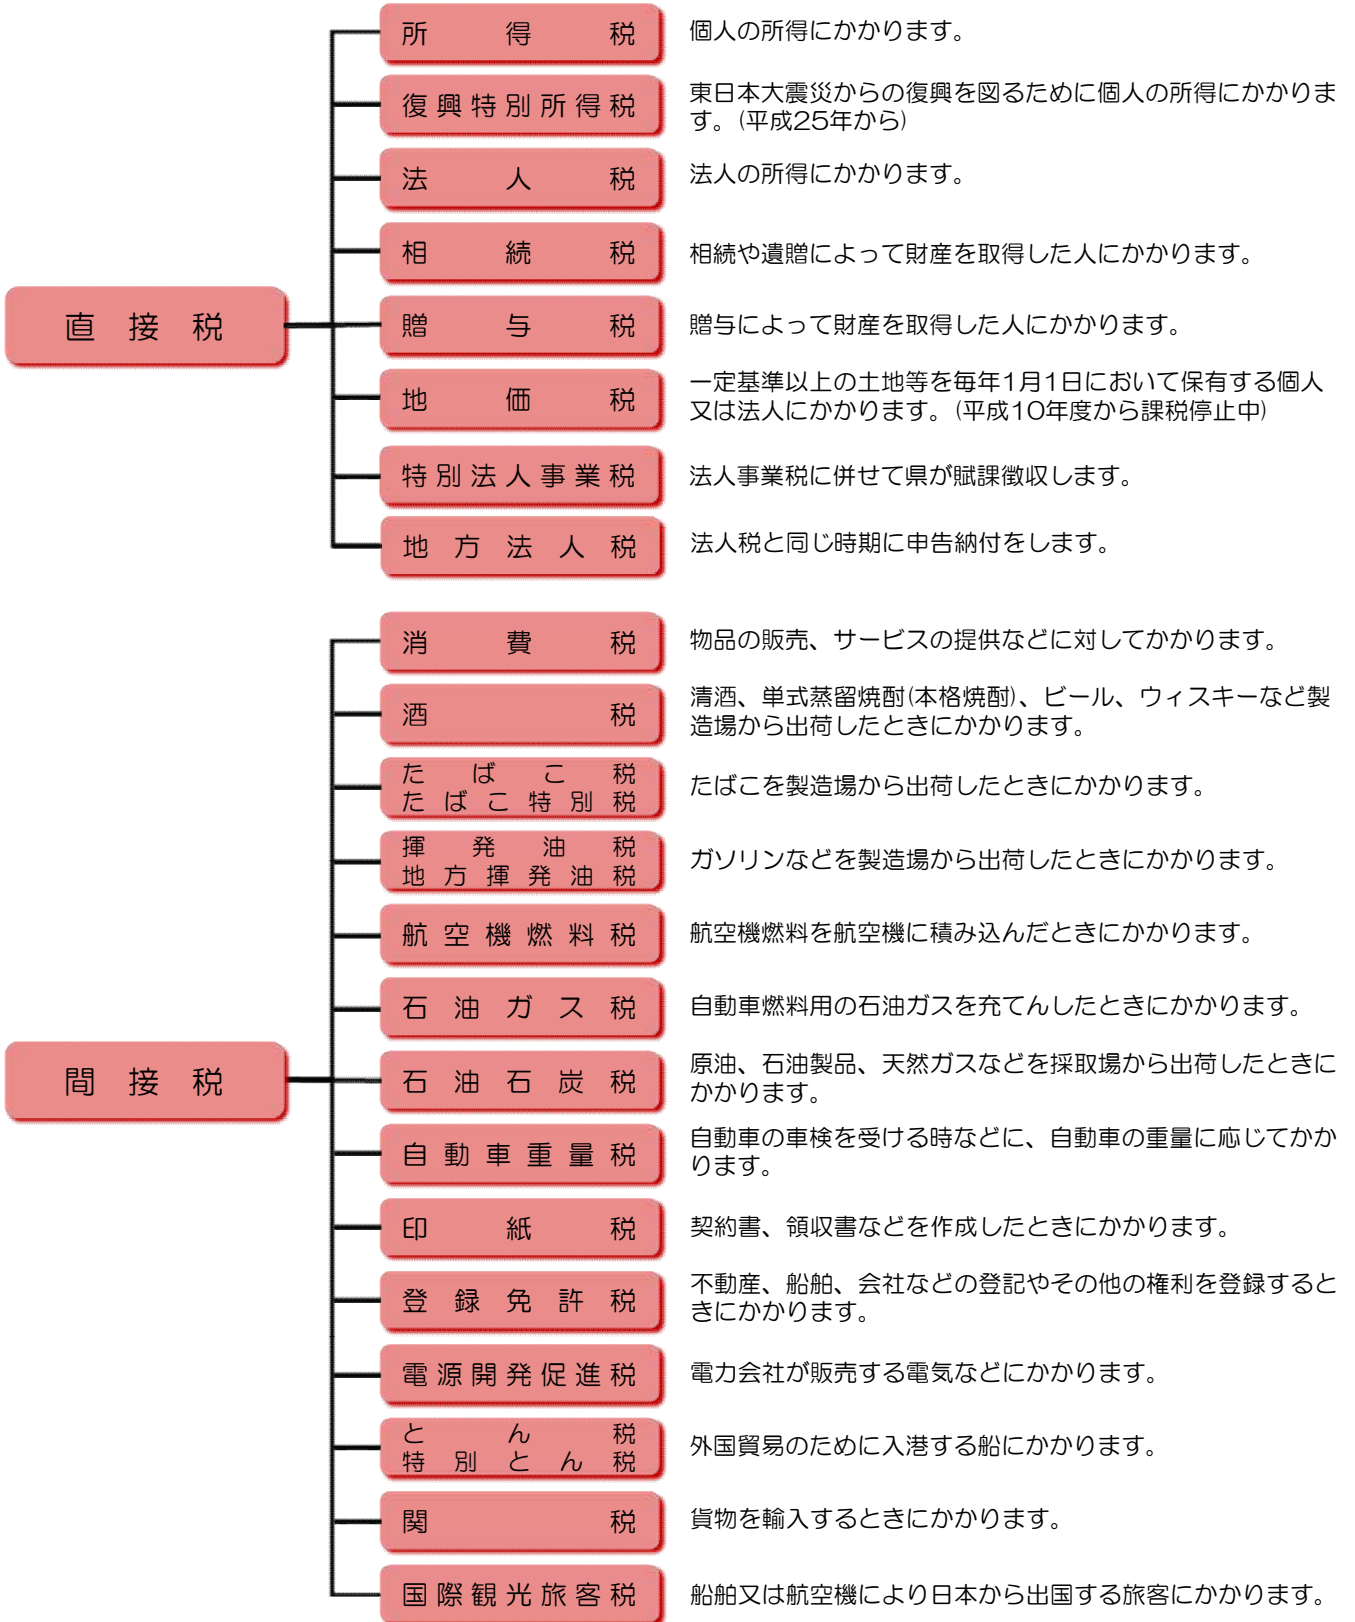 直接税
所得税
個人の所得にかかります。
復興特別所得税
東日本大震災からの復興を図るために個人の所得にかかりま
す。(平成25年から)
法人税
法人の所得にかかります。
相続税
相続や遺贈によって財産を取得した人にかかります。
贈与税
贈与によって財産を取得した人にかかります。
地価税
一定基準以上の土地等を毎年1月1日において保有する個人
又は法人にかかります。(平成10年度から課税停止中)
特別法人事業税
法人事業税に併せて県が賦課徴収します。
地方法人税
法人税と同じ時期に申告納付をします。
間接税
消費税
物品の販売、サービスの提供などに対してかかります。
酒税
清酒、単式蒸留焼酎(本格焼酎)、ビール、ウィスキーなど製
造場から出荷したときにかかります。
たばこ税
たばこ特別税
たばこを製造場から出荷したときにかかります。
揮発油税
地方揮発油税
ガソリンなどを製造場から出荷したときにかかります。
航空機燃料税
航空機燃料を航空機に積み込んだときにかかります。
石油ガス税
自動車燃料用の石油ガスを充てんしたときにかかります。
石油石炭税
原油、石油製品、天然ガスなどを採取場から出荷したときに
かかります。
自動車重量税
自動車の車検を受ける時などに、自動車の重量に応じてかか
ります。
印紙税
契約書、領収書などを作成したときにかかります。
登録免許税
不動産、船舶、会社などの登記やその他の権利を登録すると
きにかかります。
電源開発促進税
電力会社が販売する電気などにかかります。
とん税
特別とん税
外国貿易のために入港する船にかかります。
関税
貨物を輸入するときにかかります。
国際観光旅客税
船舶又は航空機により日本から出国する旅客にかかります。